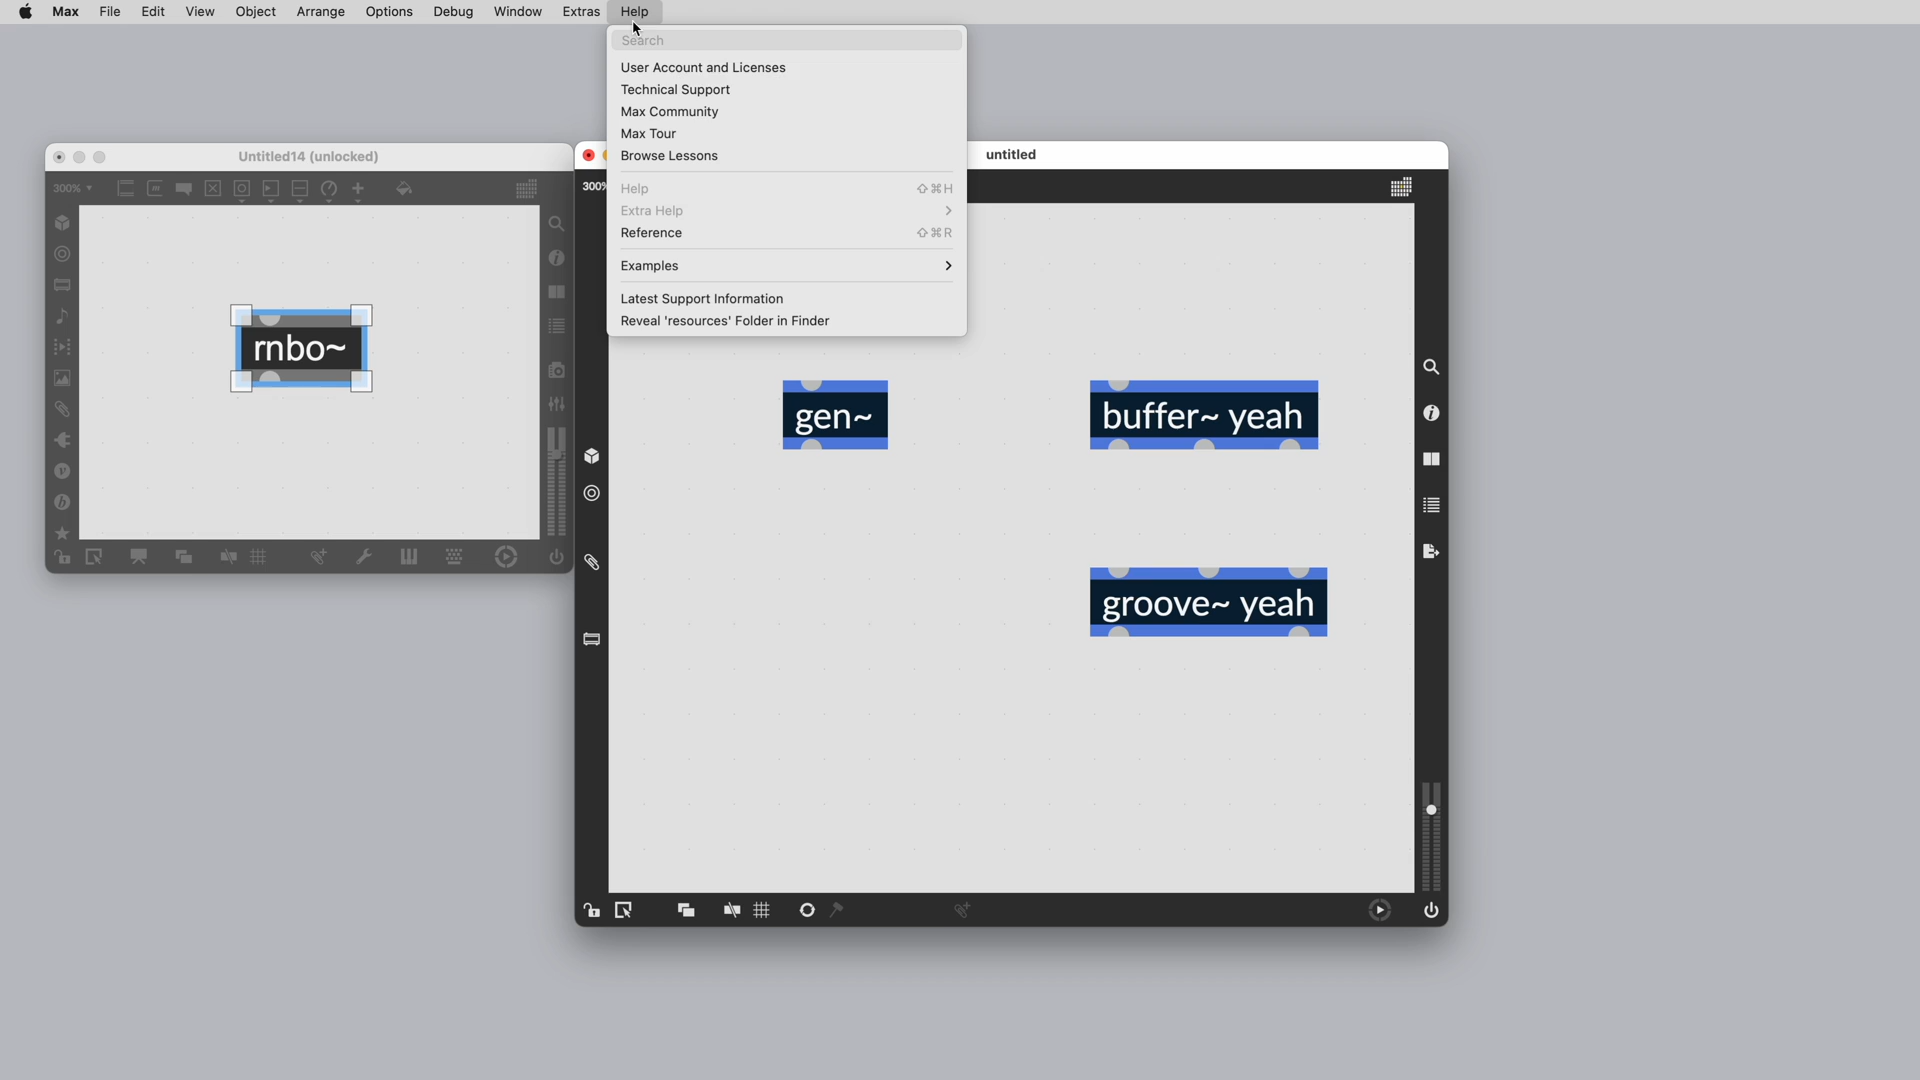 Max File Edit View Object Arrange Options Debug Window Extras Help
Search
User Account and Licenses
Technical Support
Max Community
Max Tour
Browse Lessons
Help ⇧⌘H
Extra Help
Reference ⇧⌘R
Examples
Latest Support Information
Reveal 'resources' Folder in Finder
Untitled14 (unlocked)
300%
rnbo~
untitled
300%
gen~
buffer~ yeah
groove~ yeah